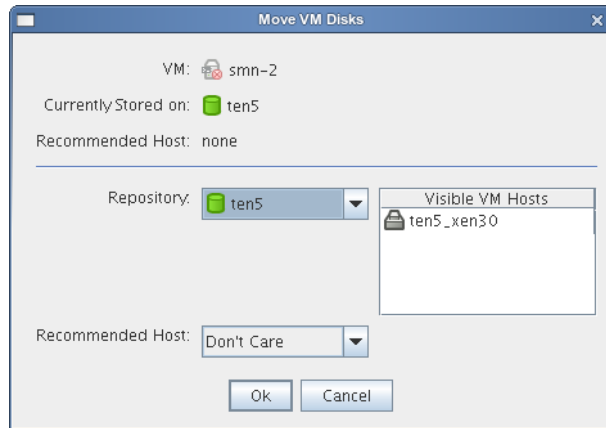 Move VM Disks
VM: smn-2
Currently Stored on: ten5
Recommended Host: none
Repository: ten5
Visible VM Hosts
ten5_xen30
Recommended Host: Don't Care
Ok Cancel